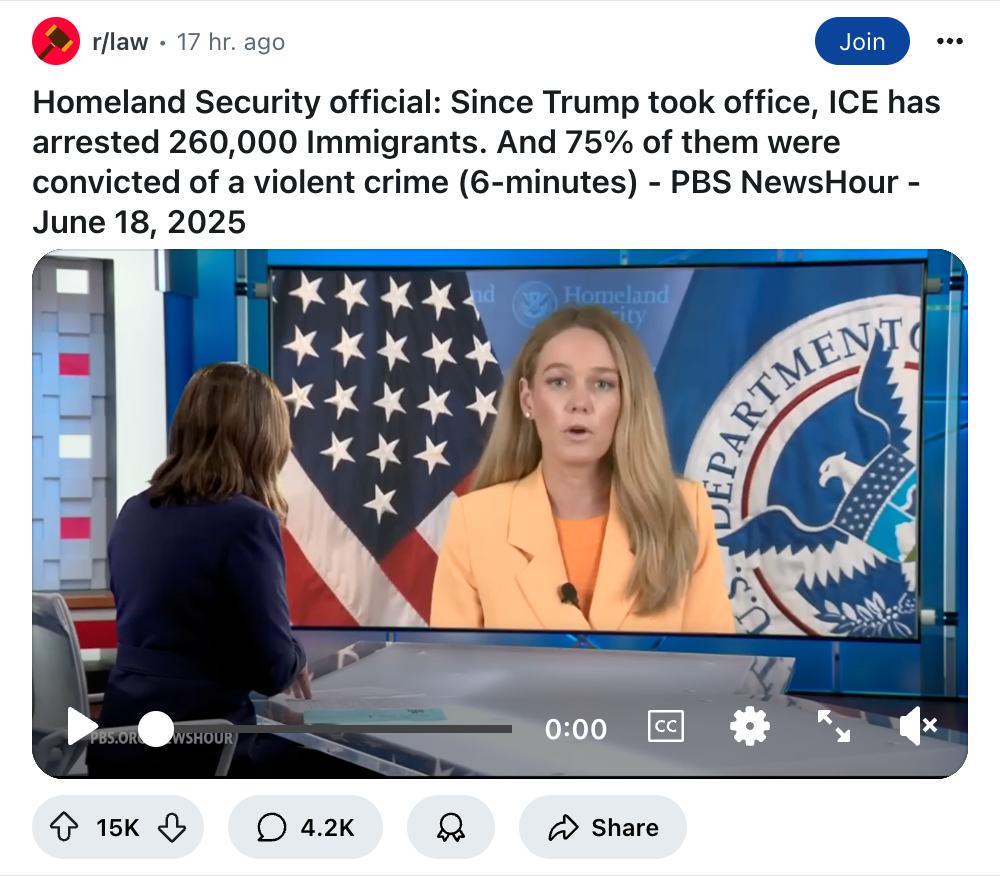 r/law • 17 hr. ago
Join
Homeland Security official: Since Trump took office, ICE has
arrested 260,000 Immigrants. And 75% of them were
convicted of a violent crime (6-minutes) - PBS NewsHour -
June 18, 2025
nd Homeland
rity
DEPARTMENT O
U.S.
PBS.OR WSHOUR
0:00
CC
15K
4.2K
Share